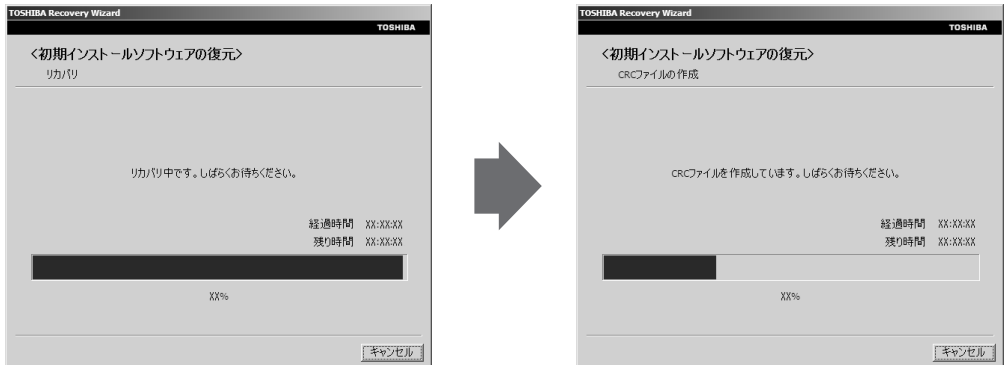 TOSHIBA Recovery Wizard
TOSHIBA
<初期インストールソフトウェアの復元>
リカバリ
リカバリ中です。しばらくお待ちください。
経過時間 XX:XX:XX
残り時間 XX:XX:XX
XX%
キャンセル
TOSHIBA Recovery Wizard
TOSHIBA
<初期インストールソフトウェアの復元>
CRCファイルの作成
CRCファイルを作成しています。しばらくお待ちください。
経過時間 XX:XX:XX
残り時間 XX:XX:XX
XX%
キャンセル